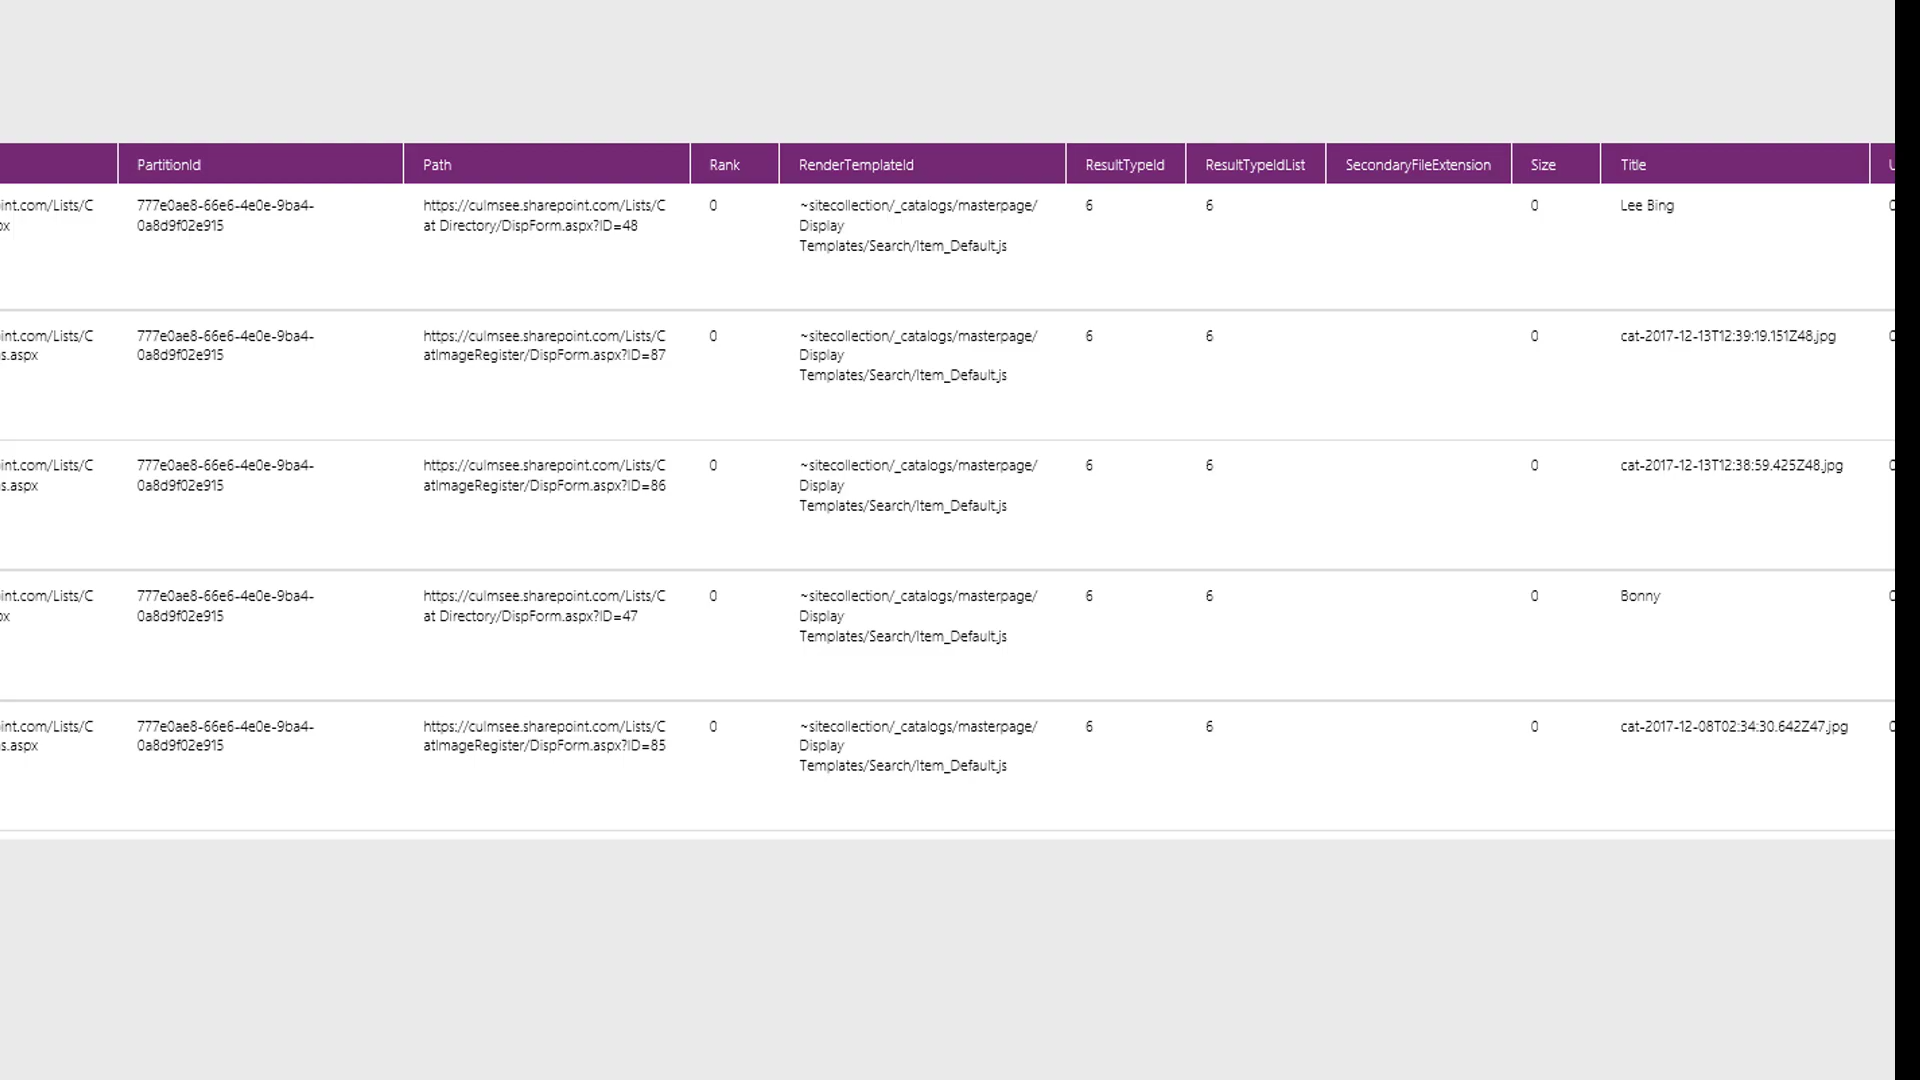 PartitionId Path Rank RenderTemplateId ResultTypeId ResultTypeIdList SecondaryFileExtension Size Title U
int.com/Lists/C 777e0ae8-66e6-4e0e-9ba4- https://culmsee.sharepoint.com/Lists/C 0 ~sitecollection/_catalogs/masterpage/ 6 6 0 Lee Bing 0
px 0a8d9f02e915 at Directory/DispForm.aspx?ID=48 Display
Templates/Search/Item_Default.js
int.com/Lists/C 777e0ae8-66e6-4e0e-9ba4- https://culmsee.sharepoint.com/Lists/C 0 ~sitecollection/_catalogs/masterpage/ 6 6 0 cat-2017-12-13T12:39:19.151Z48.jpg 0
s.aspx 0a8d9f02e915 atImageRegister/DispForm.aspx?ID=87 Display
Templates/Search/Item_Default.js
int.com/Lists/C 777e0ae8-66e6-4e0e-9ba4- https://culmsee.sharepoint.com/Lists/C 0 ~sitecollection/_catalogs/masterpage/ 6 6 0 cat-2017-12-13T12:38:59.425Z48.jpg 0
s.aspx 0a8d9f02e915 atImageRegister/DispForm.aspx?ID=86 Display
Templates/Search/Item_Default.js
int.com/Lists/C 777e0ae8-66e6-4e0e-9ba4- https://culmsee.sharepoint.com/Lists/C 0 ~sitecollection/_catalogs/masterpage/ 6 6 0 Bonny 0
px 0a8d9f02e915 at Directory/DispForm.aspx?ID=47 Display
Templates/Search/Item_Default.js
int.com/Lists/C 777e0ae8-66e6-4e0e-9ba4- https://culmsee.sharepoint.com/Lists/C 0 ~sitecollection/_catalogs/masterpage/ 6 6 0 cat-2017-12-08T02:34:30.642Z47.jpg 0
s.aspx 0a8d9f02e915 atImageRegister/DispForm.aspx?ID=85 Display
Templates/Search/Item_Default.js